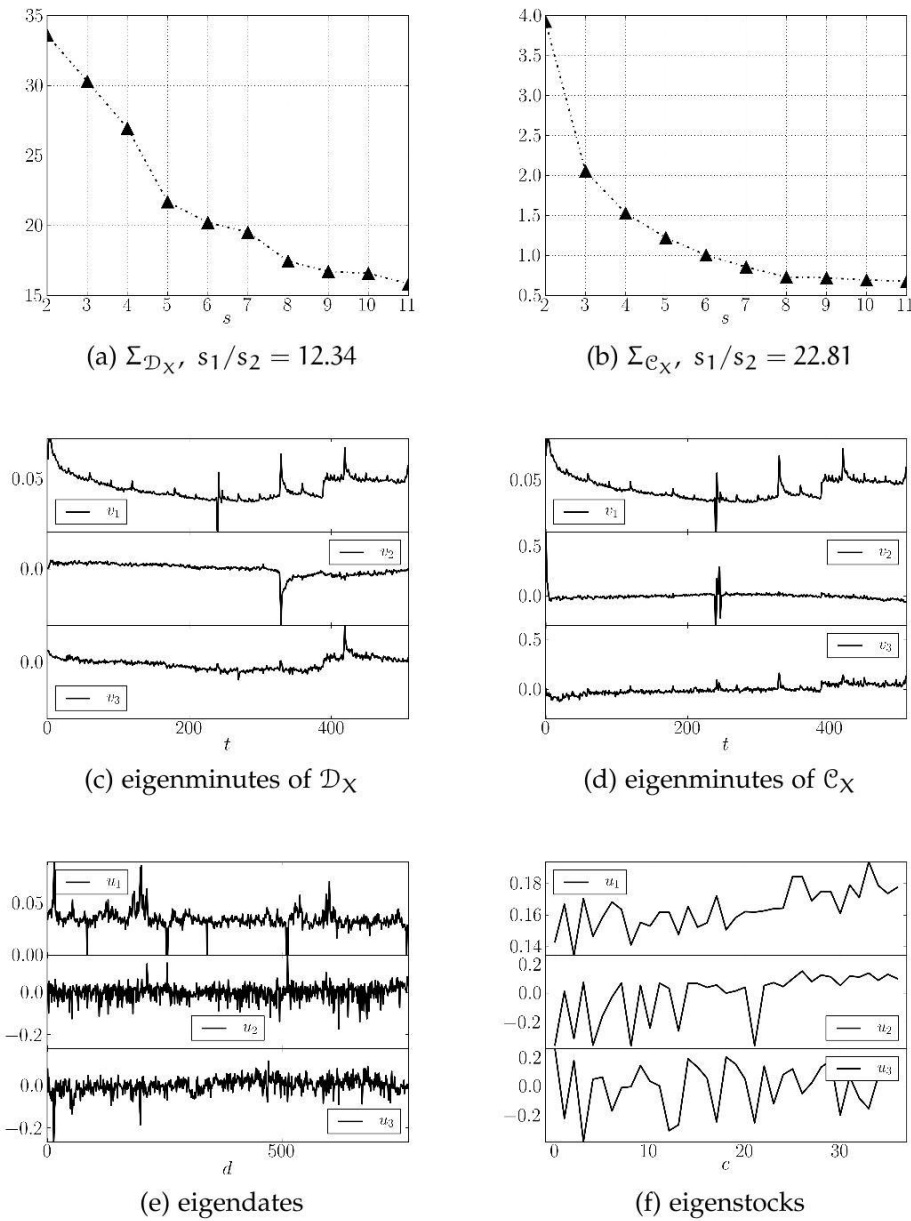 35
30
25
20
15
2 3 4 5 6 7 8 9 10 11
s
(a) Σ𝒟X, s1/s2 = 12.34
4.0
3.5
3.0
2.5
2.0
1.5
1.0
0.5
2 3 4 5 6 7 8 9 10 11
s
(b) Σ𝒞X, s1/s2 = 22.81
0.05
v1
0.0
v2
0.0
v3
0 200 400
t
(c) eigenminutes of 𝒟X
0.05
v1
0.5
0.0
v2
0.5
0.0
v3
0 200 400
t
(d) eigenminutes of 𝒞X
0.05
0.00
u1
0.0
−0.2
u2
0.0
−0.2
u3
0 500
d
(e) eigendates
0.18
0.16
0.14
u1
0.2
0.0
−0.2
u2
0.2
0.0
−0.2
u3
0 10 20 30
c
(f) eigenstocks